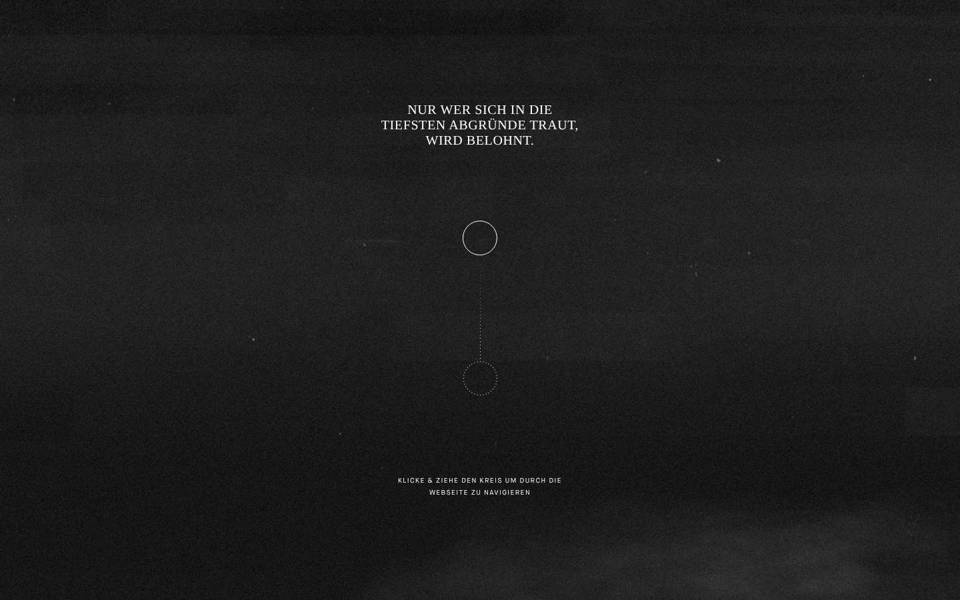 NUR WER SICH IN DIE
TIEFSTEN ABGRÜNDE TRAUT,
WIRD BELOHNT.
KLICKE & ZIEHE DEN KREIS UM DURCH DIE
WEBSEITE ZU NAVIGIEREN